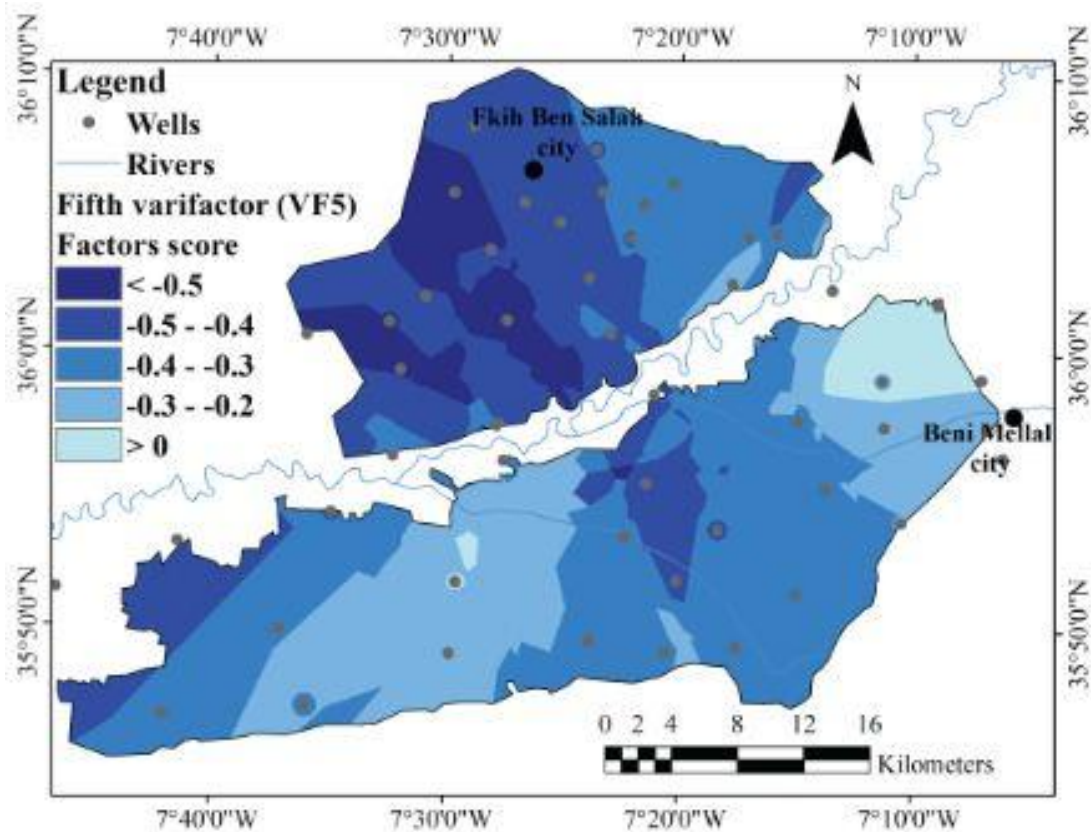 7°40'0"W 7°30'0"W 7°20'0"W 7°10'0"W
36°10'0"N
36°10'0"N
Legend
Wells
Rivers
Fifth varifactor (VF5)
Factors score
< -0.5
-0.5 - -0.4
-0.4 - -0.3
-0.3 - -0.2
> 0
N
Fkih Ben Salah
city
36°0'0"N
36°0'0"N
Beni Mellal
city
35°50'0"N
35°50'0"N
0 2 4 8 12 16
Kilometers
7°40'0"W 7°30'0"W 7°20'0"W 7°10'0"W